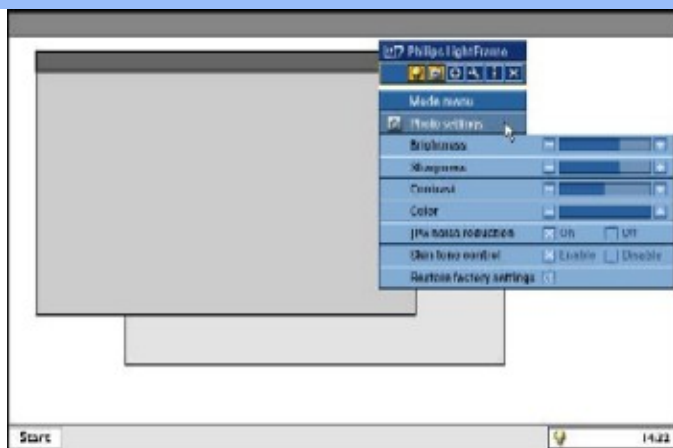 Philips LightFrame
Mode menu
Photo settings
Brightness
Sharpness
Contrast
Color
JPG noise reduction On Off
Skin tone control Enable Disable
Restore factory settings
Start 14:32